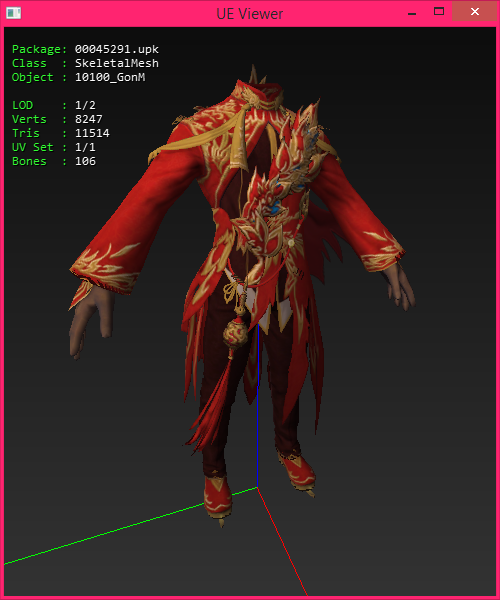 UE Viewer
Package: 00045291.upk
Class : SkeletalMesh
Object : 10100_GonM
LOD : 1/2
Verts : 8247
Tris : 11514
UV Set : 1/1
Bones : 106